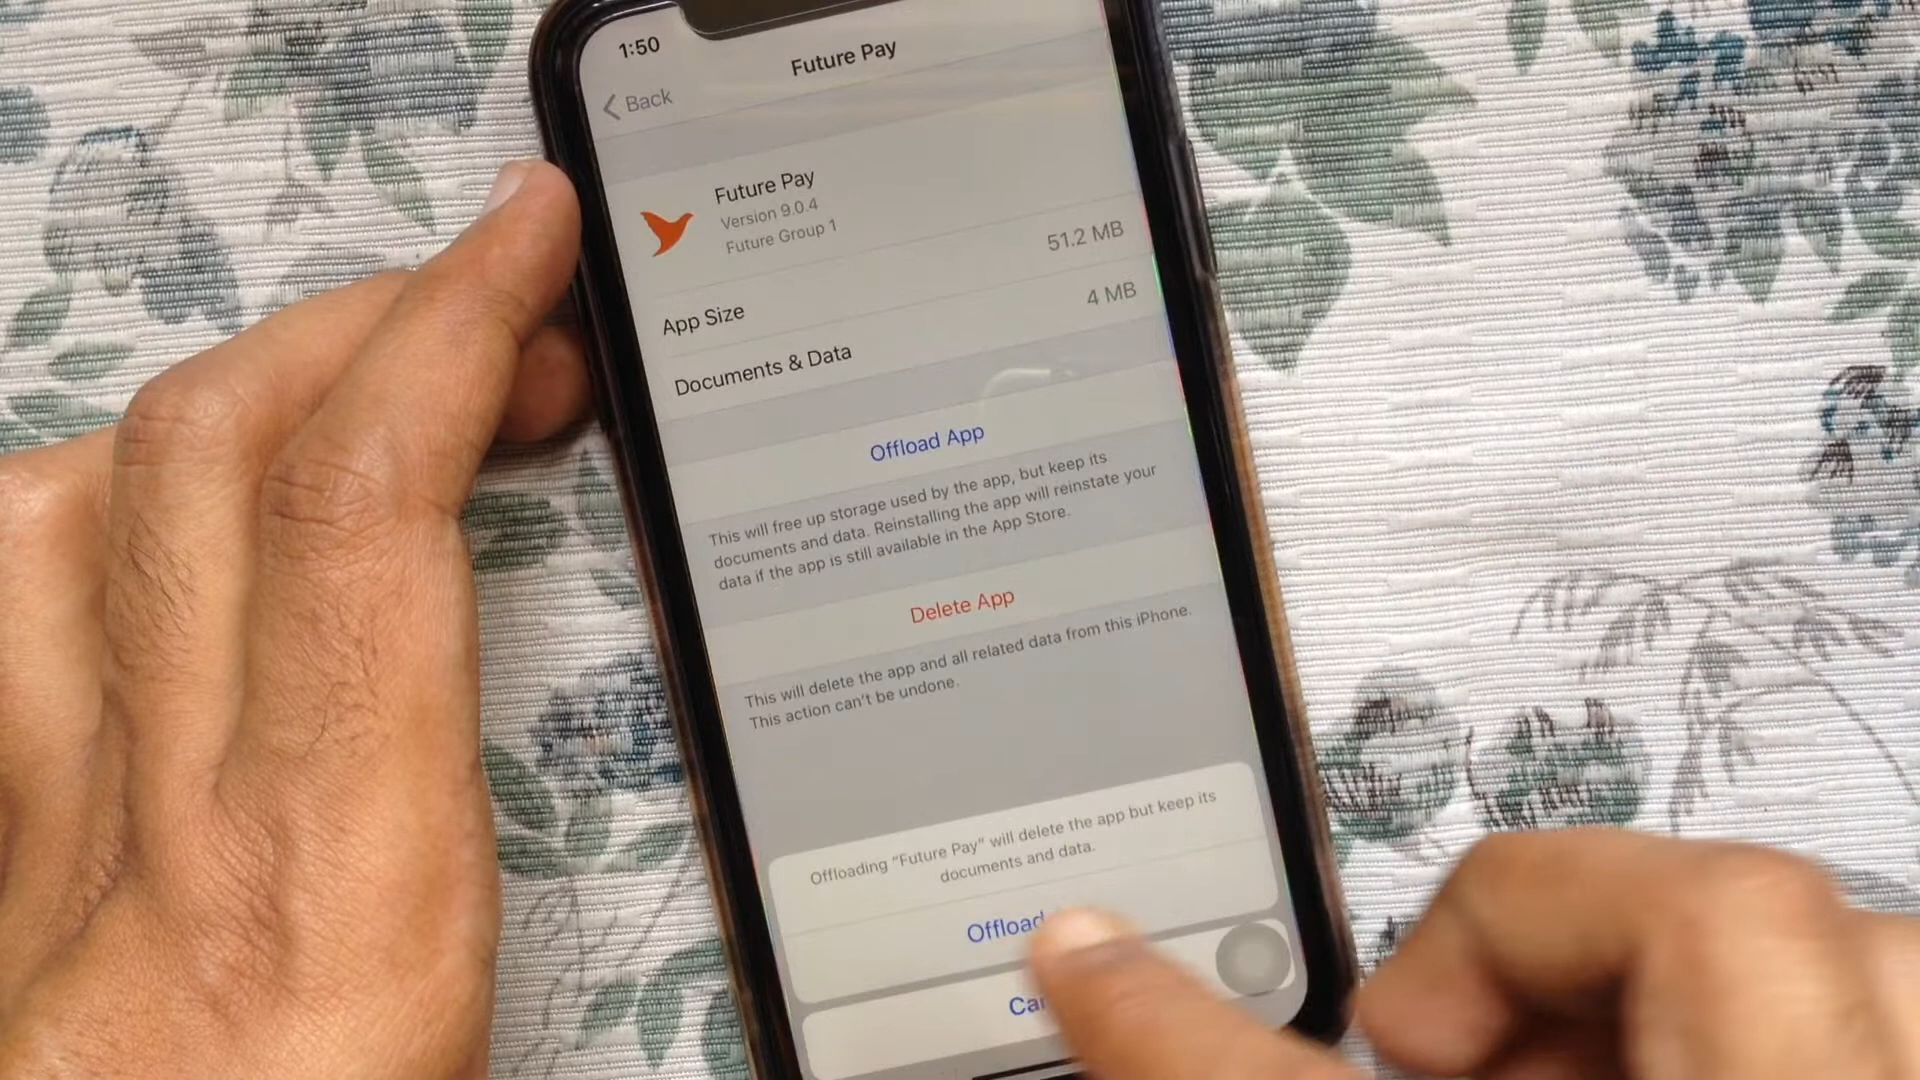 1:50
Future Pay
Back
Future Pay
Version 9.0.4
Future Group 1
App Size
51.2 MB
Documents & Data
4 MB
Offload App
This will free up storage used by the app, but keep its
documents and data. Reinstalling the app will reinstate your
data if the app is still available in the App Store.
Delete App
This will delete the app and all related data from this iPhone.
This action can't be undone.
Offloading "Future Pay" will delete the app but keep its
documents and data.
Offload